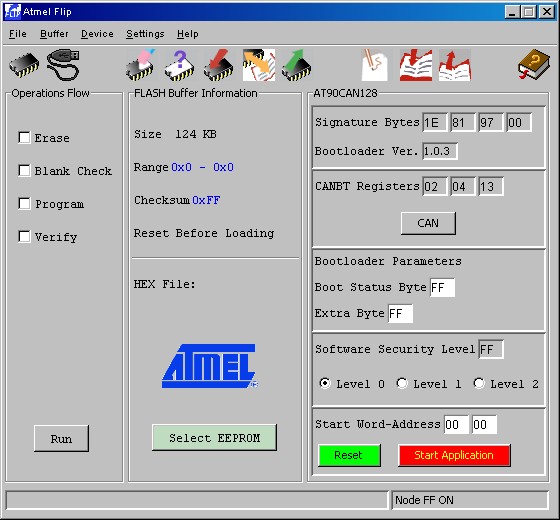 Atmel Flip
File Buffer Device Settings Help
Operations Flow
Erase
Blank Check
Program
Verify
Run
FLASH Buffer Information
Size 124 KB
Range 0x0 - 0x0
Checksum 0xFF
Reset Before Loading
HEX File:
ATMEL
Select EEPROM
AT90CAN128
Signature Bytes 1E 81 97 00
Bootloader Ver. 1.0.3
CANBT Registers 02 04 13
CAN
Bootloader Parameters
Boot Status Byte FF
Extra Byte FF
Software Security Level FF
Level 0 Level 1 Level 2
Start Word-Address 00 00
Reset Start Application
Node FF ON